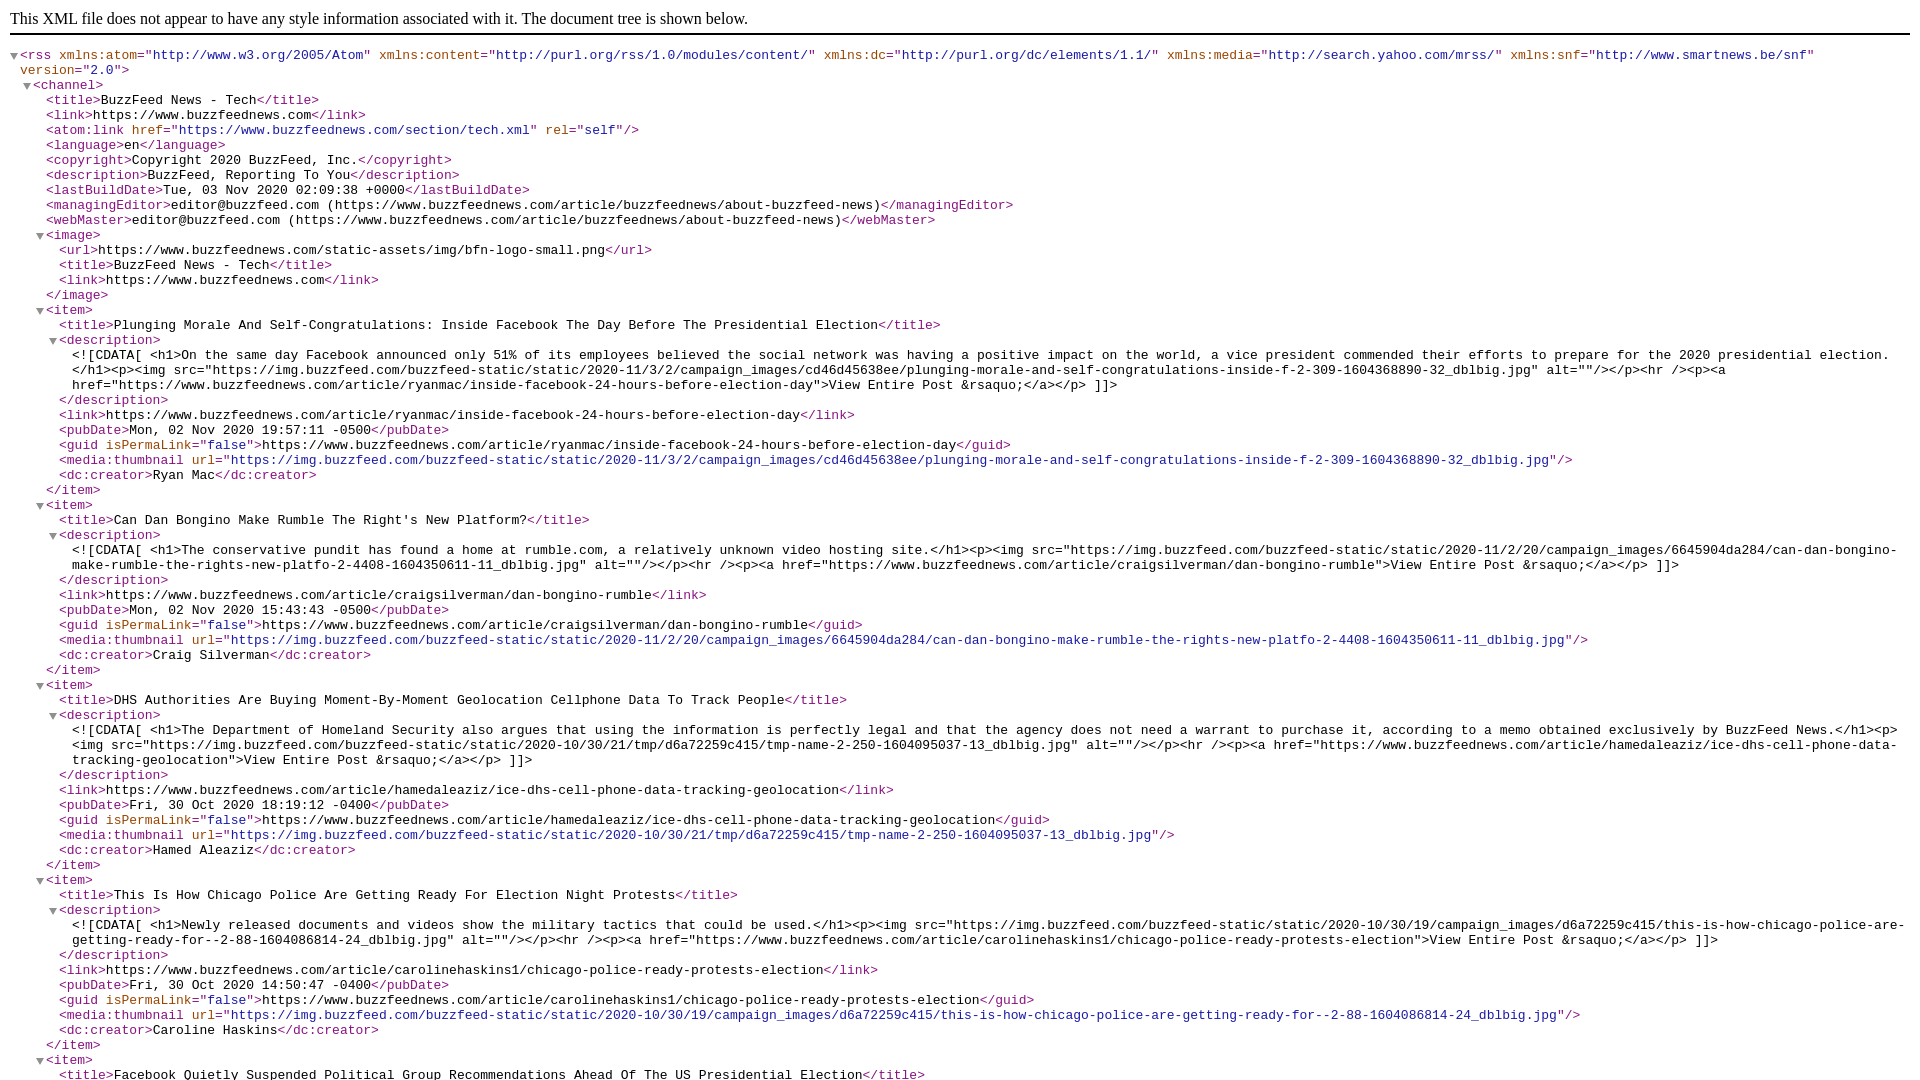 This XML file does not appear to have any style information associated with it. The document tree is shown below.
<rss xmlns:atom="http://www.w3.org/2005/Atom" xmlns:content="http://purl.org/rss/1.0/modules/content/" xmlns:dc="http://purl.org/dc/elements/1.1/" xmlns:media="http://search.yahoo.com/mrss/" xmlns:snf="http://www.smartnews.be/snf"
version="2.0">
<channel>
<title>BuzzFeed News - Tech</title>
<link>https://www.buzzfeednews.com</link>
<atom:link href="https://www.buzzfeednews.com/section/tech.xml" rel="self"/>
<language>en</language>
<copyright>Copyright 2020 BuzzFeed, Inc.</copyright>
<description>BuzzFeed, Reporting To You</description>
<lastBuildDate>Tue, 03 Nov 2020 02:09:38 +0000</lastBuildDate>
<managingEditor>editor@buzzfeed.com (https://www.buzzfeednews.com/article/buzzfeednews/about-buzzfeed-news)</managingEditor>
<webMaster>editor@buzzfeed.com (https://www.buzzfeednews.com/article/buzzfeednews/about-buzzfeed-news)</webMaster>
<image>
<url>https://www.buzzfeednews.com/static-assets/img/bfn-logo-small.png</url>
<title>BuzzFeed News - Tech</title>
<link>https://www.buzzfeednews.com</link>
</image>
<item>
<title>Plunging Morale And Self-Congratulations: Inside Facebook The Day Before The Presidential Election</title>
<description>
<![CDATA[ <h1>On the same day Facebook announced only 51% of its employees believed the social network was having a positive impact on the world, a vice president commended their efforts to prepare for the 2020 presidential election.
</h1><p><img src="https://img.buzzfeed.com/buzzfeed-static/static/2020-11/3/2/campaign_images/cd46d45638ee/plunging-morale-and-self-congratulations-inside-f-2-309-1604368890-32_dblbig.jpg" alt=""/></p><hr /><p><a
href="https://www.buzzfeednews.com/article/ryanmac/inside-facebook-24-hours-before-election-day">View Entire Post &rsaquo;</a></p> ]]>
</description>
<link>https://www.buzzfeednews.com/article/ryanmac/inside-facebook-24-hours-before-election-day</link>
<pubDate>Mon, 02 Nov 2020 19:57:11 -0500</pubDate>
<guid isPermaLink="false">https://www.buzzfeednews.com/article/ryanmac/inside-facebook-24-hours-before-election-day</guid>
<media:thumbnail url="https://img.buzzfeed.com/buzzfeed-static/static/2020-11/3/2/campaign_images/cd46d45638ee/plunging-morale-and-self-congratulations-inside-f-2-309-1604368890-32_dblbig.jpg"/>
<dc:creator>Ryan Mac</dc:creator>
</item>
<item>
<title>Can Dan Bongino Make Rumble The Right's New Platform?</title>
<description>
<![CDATA[ <h1>The conservative pundit has found a home at rumble.com, a relatively unknown video hosting site.</h1><p><img src="https://img.buzzfeed.com/buzzfeed-static/static/2020-11/2/20/campaign_images/6645904da284/can-dan-bongino-
make-rumble-the-rights-new-platfo-2-4408-1604350611-11_dblbig.jpg" alt=""/></p><hr /><p><a href="https://www.buzzfeednews.com/article/craigsilverman/dan-bongino-rumble">View Entire Post &rsaquo;</a></p> ]]>
</description>
<link>https://www.buzzfeednews.com/article/craigsilverman/dan-bongino-rumble</link>
<pubDate>Mon, 02 Nov 2020 15:43:43 -0500</pubDate>
<guid isPermaLink="false">https://www.buzzfeednews.com/article/craigsilverman/dan-bongino-rumble</guid>
<media:thumbnail url="https://img.buzzfeed.com/buzzfeed-static/static/2020-11/2/20/campaign_images/6645904da284/can-dan-bongino-make-rumble-the-rights-new-platfo-2-4408-1604350611-11_dblbig.jpg"/>
<dc:creator>Craig Silverman</dc:creator>
</item>
<item>
<title>DHS Authorities Are Buying Moment-By-Moment Geolocation Cellphone Data To Track People</title>
<description>
<![CDATA[ <h1>The Department of Homeland Security also argues that using the information is perfectly legal and that the agency does not need a warrant to purchase it, according to a memo obtained exclusively by BuzzFeed News.</h1><p>
<img src="https://img.buzzfeed.com/buzzfeed-static/static/2020-10/30/21/tmp/d6a72259c415/tmp-name-2-250-1604095037-13_dblbig.jpg" alt=""/></p><hr /><p><a href="https://www.buzzfeednews.com/article/hamedaleaziz/ice-dhs-cell-phone-data-
tracking-geolocation">View Entire Post &rsaquo;</a></p> ]]>
</description>
<link>https://www.buzzfeednews.com/article/hamedaleaziz/ice-dhs-cell-phone-data-tracking-geolocation</link>
<pubDate>Fri, 30 Oct 2020 18:19:12 -0400</pubDate>
<guid isPermaLink="false">https://www.buzzfeednews.com/article/hamedaleaziz/ice-dhs-cell-phone-data-tracking-geolocation</guid>
<media:thumbnail url="https://img.buzzfeed.com/buzzfeed-static/static/2020-10/30/21/tmp/d6a72259c415/tmp-name-2-250-1604095037-13_dblbig.jpg"/>
<dc:creator>Hamed Aleaziz</dc:creator>
</item>
<item>
<title>This Is How Chicago Police Are Getting Ready For Election Night Protests</title>
<description>
<![CDATA[ <h1>Newly released documents and videos show the military tactics that could be used.</h1><p><img src="https://img.buzzfeed.com/buzzfeed-static/static/2020-10/30/19/campaign_images/d6a72259c415/this-is-how-chicago-police-are-
getting-ready-for--2-88-1604086814-24_dblbig.jpg" alt=""/></p><hr /><p><a href="https://www.buzzfeednews.com/article/carolinehaskins1/chicago-police-ready-protests-election">View Entire Post &rsaquo;</a></p> ]]>
</description>
<link>https://www.buzzfeednews.com/article/carolinehaskins1/chicago-police-ready-protests-election</link>
<pubDate>Fri, 30 Oct 2020 14:50:47 -0400</pubDate>
<guid isPermaLink="false">https://www.buzzfeednews.com/article/carolinehaskins1/chicago-police-ready-protests-election</guid>
<media:thumbnail url="https://img.buzzfeed.com/buzzfeed-static/static/2020-10/30/19/campaign_images/d6a72259c415/this-is-how-chicago-police-are-getting-ready-for--2-88-1604086814-24_dblbig.jpg"/>
<dc:creator>Caroline Haskins</dc:creator>
</item>
<item>
<title>Facebook Quietly Suspended Political Group Recommendations Ahead Of The US Presidential Election</title>